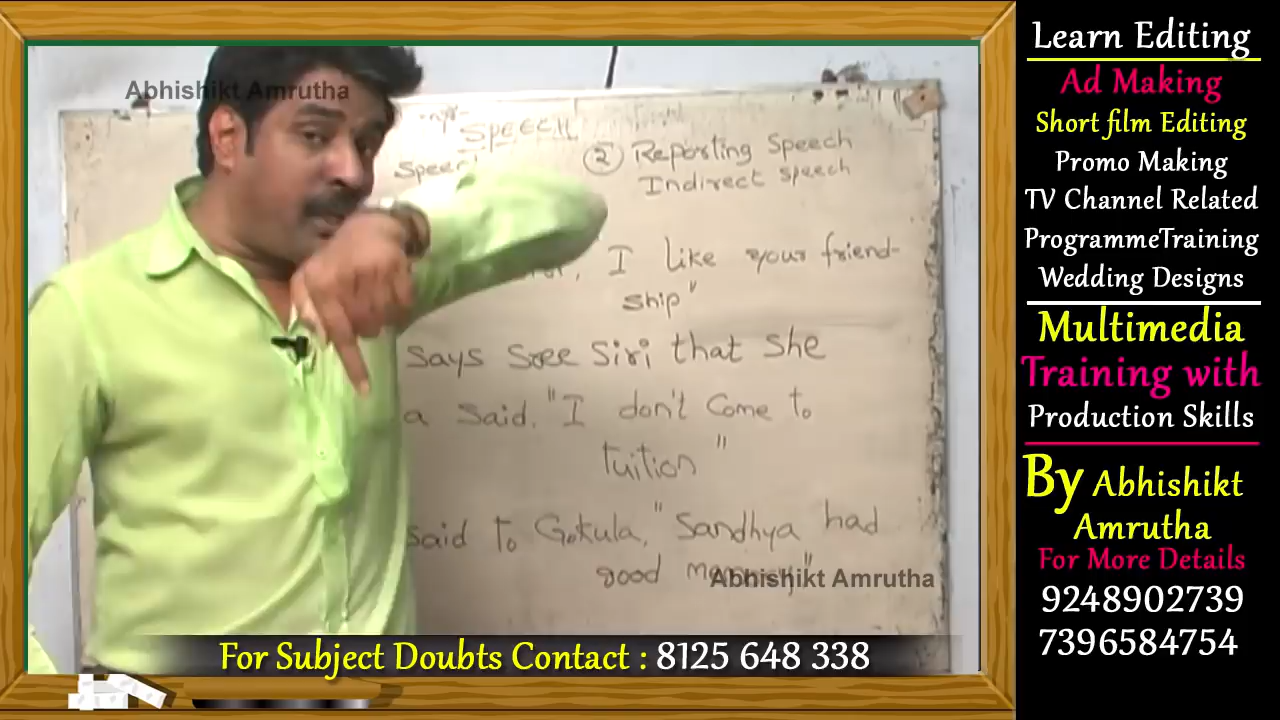 Abhishikt Amrutha
Speech
② Reporting Speech
Indirect speech
I like your friend-
ship"
says Sree Siri that she
a said. "I don't come to
tuition"
said to Gokula, "Sandhya had
good
Abhishikt Amrutha
For Subject Doubts Contact : 8125 648 338
Learn Editing
Ad Making
Short film Editing
Promo Making
TV Channel Related
ProgrammeTraining
Wedding Designs
Multimedia
Training with
Production Skills
By Abhishikt
Amrutha
For More Details
9248902739
7396584754